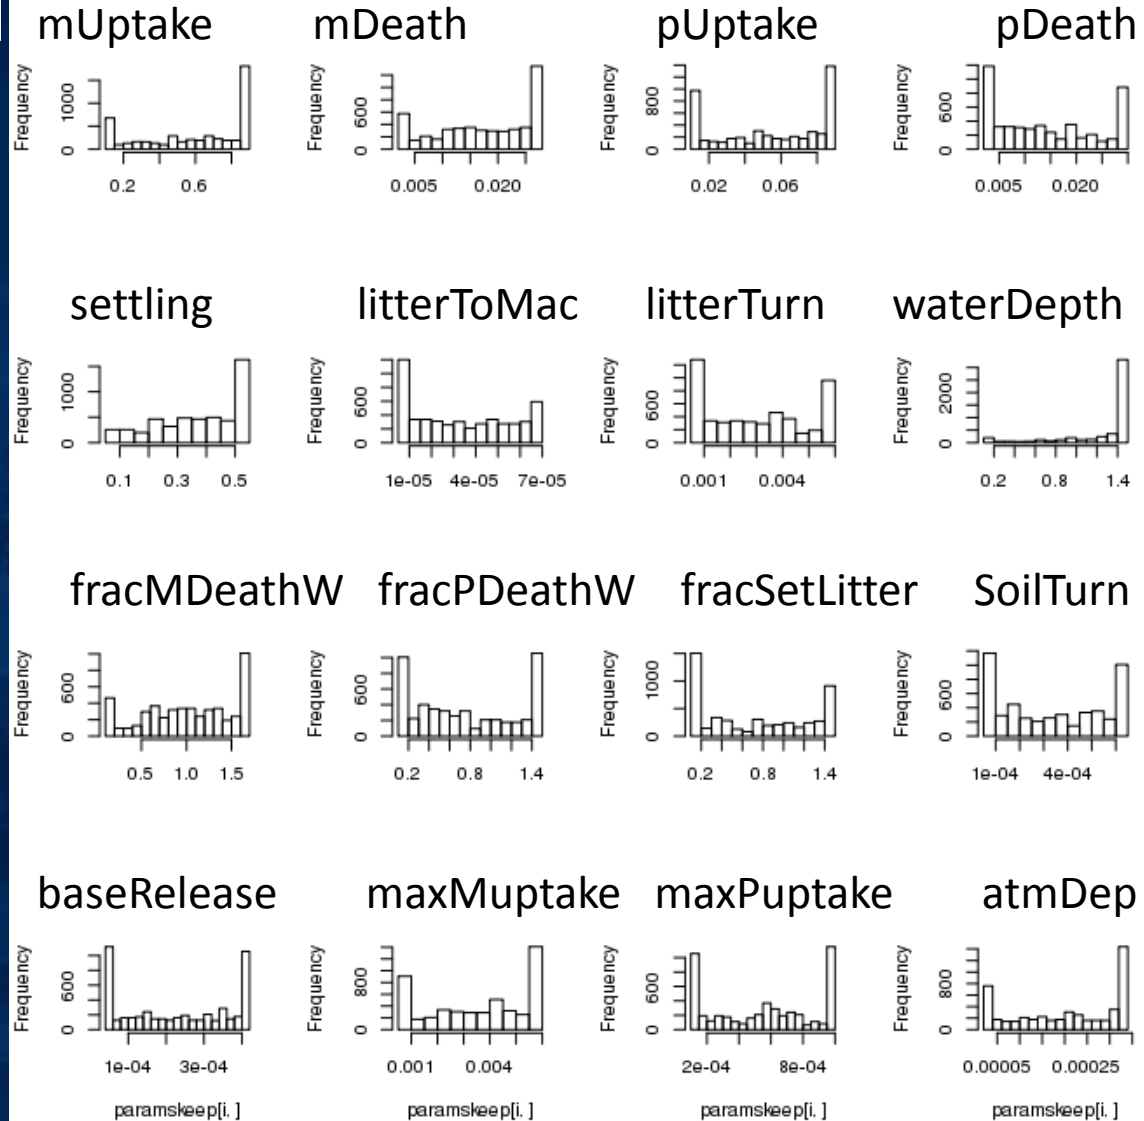 mUptake mDeath pUptake pDeath
Frequency Frequency Frequency Frequency
0 1000 0 600 0 800 0 600
0.2 0.6 0.005 0.020 0.02 0.06 0.005 0.020
settling litterToMac litterTurn waterDepth
Frequency Frequency Frequency Frequency
0 1000 0 600 0 600 0 2000
0.1 0.3 0.5 1e-05 4e-05 7e-05 0.001 0.004 0.2 0.8 1.4
fracMDeathW fracPDeathW fracSetLitter SoilTurn
Frequency Frequency Frequency Frequency
0 600 0 600 0 1000 0 600
0.5 1.0 1.5 0.2 0.8 1.4 0.2 0.8 1.4 1e-04 4e-04
baseRelease maxMuptake maxPuptake atmDep
Frequency Frequency Frequency Frequency
0 600 0 800 0 600 0 800
1e-04 3e-04 0.001 0.004 2e-04 8e-04 0.00005 0.00025
paramskeep[i, ] paramskeep[i, ] paramskeep[i, ] paramskeep[i, ]